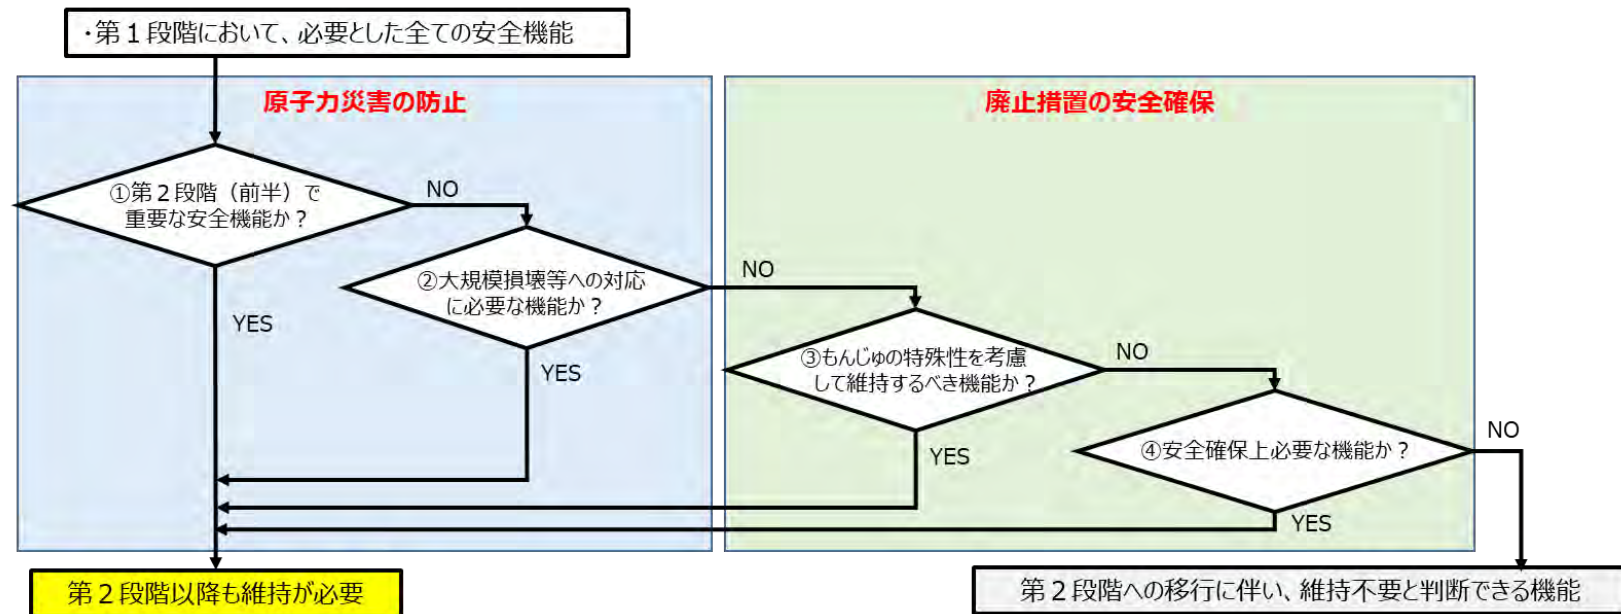 ・第１段階において、必要とした全ての安全機能
原子力災害の防止
廃止措置の安全確保
①第２段階（前半）で
重要な安全機能か？
NO
YES
②大規模損壊等への対応
に必要な機能か？
NO
YES
③もんじゅの特殊性を考慮
して維持するべき機能か？
NO
YES
④安全確保上必要な機能か？
NO
YES
第２段階以降も維持が必要
第２段階への移行に伴い、維持不要と判断できる機能